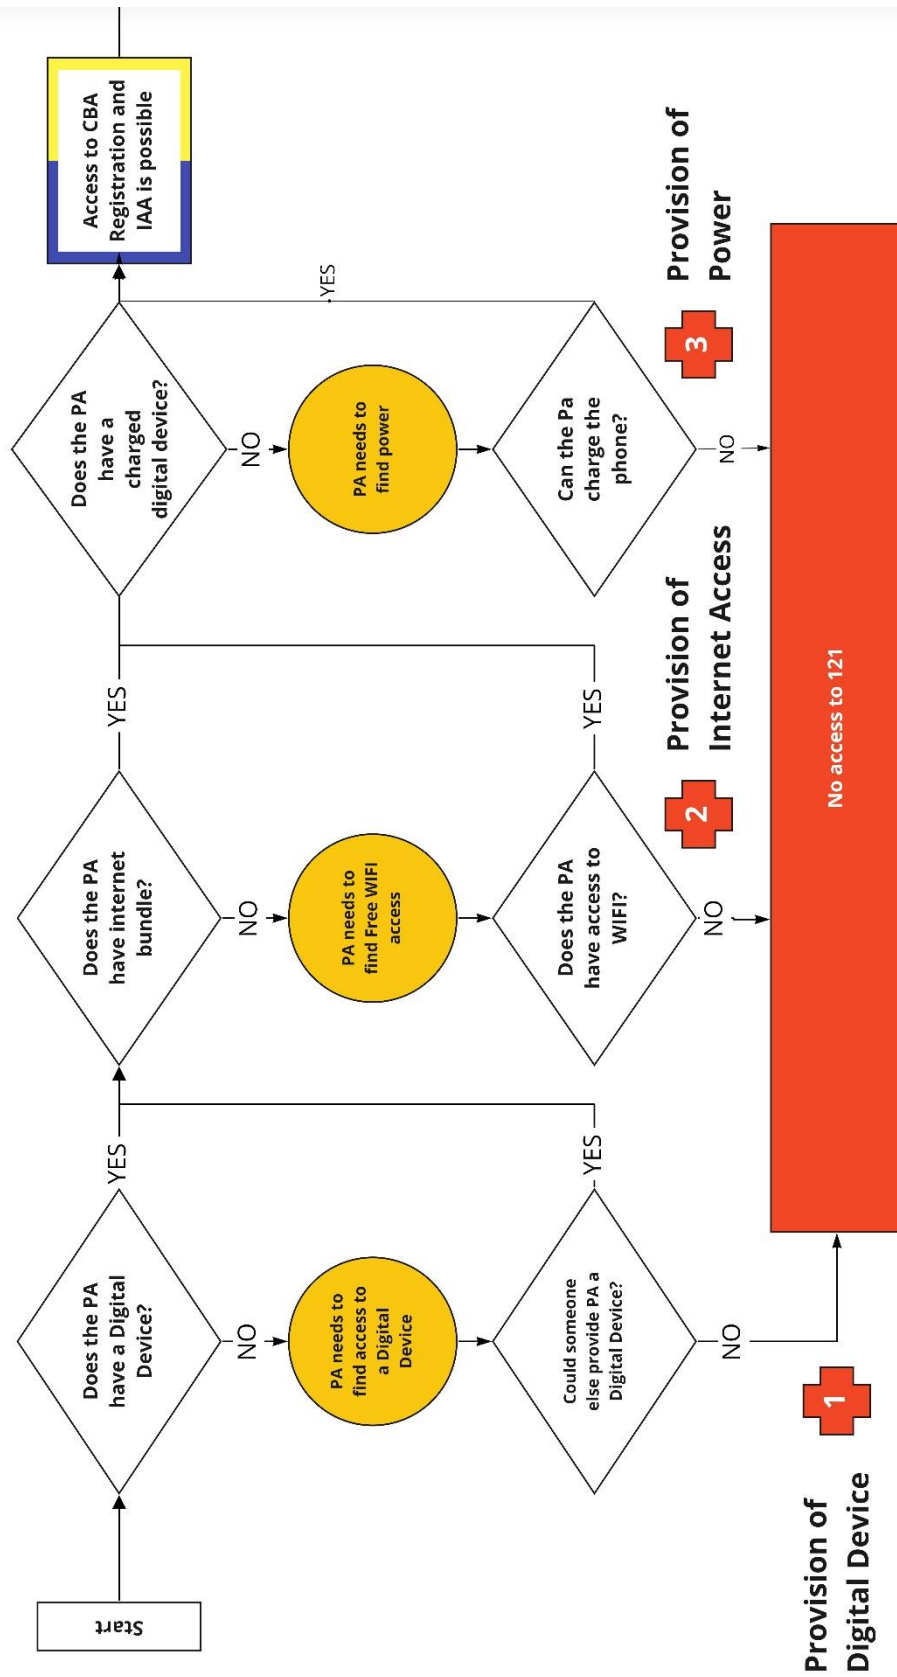 Start
Does the PA
have a Digital
Device?
YES
NO
PA needs to
find access to
a Digital
Device
Could someone
else provide PA a
Digital Device?
YES
NO
1
Provision of
Digital Device
Does the PA
have internet
bundle?
YES
NO
PA needs to
find Free WIFI
access
Does the PA
have access to
WIFI?
YES
NO
2
Provision of
Internet Access
Does the PA
have a
charged
digital device?
NO
PA needs to
find power
Can the Pa
charge the
phone?
YES
NO
3
Provision of
Power
Access to CBA
Registration and
IAA is possible
No access to 121